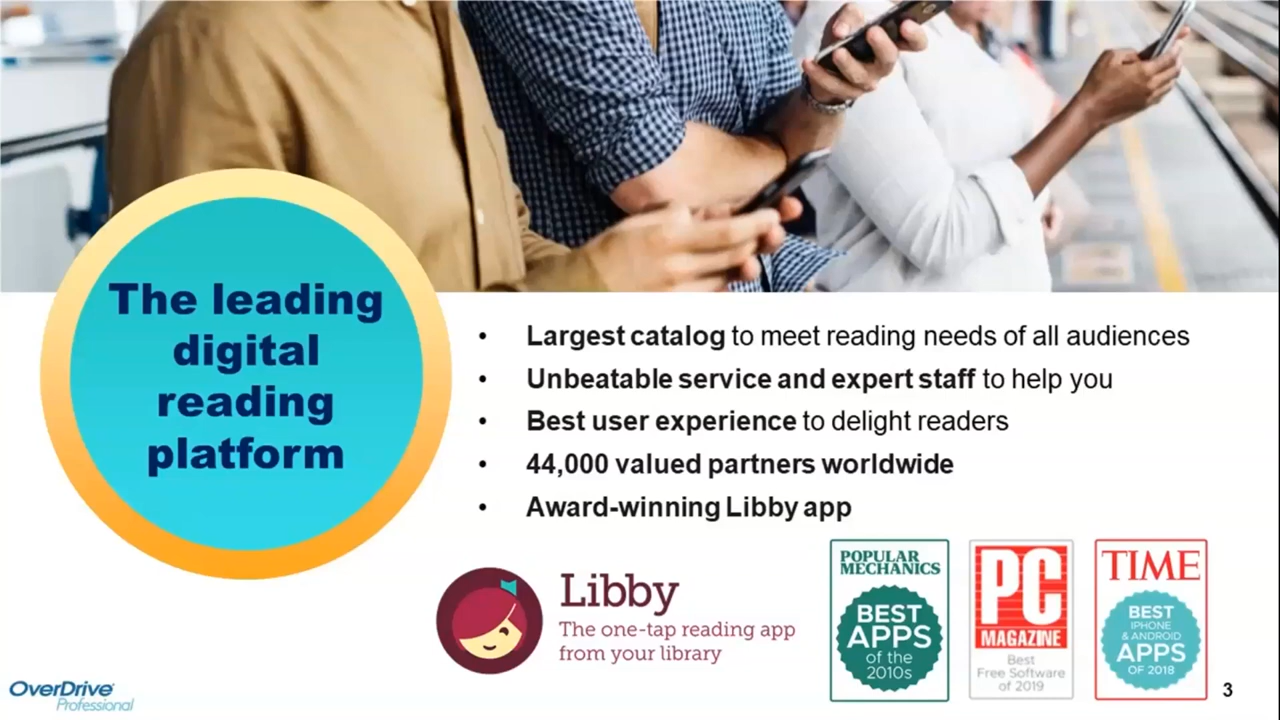 The leading
digital
reading
platform
• Largest catalog to meet reading needs of all audiences
• Unbeatable service and expert staff to help you
• Best user experience to delight readers
• 44,000 valued partners worldwide
• Award-winning Libby app
Libby
The one-tap reading app
from your library
POPULAR
MECHANICS
BEST
APPS
of the
2010s
PC
MAGAZINE
Best
Free Software
of 2019
TIME
BEST
IPHONE
& ANDROID
APPS
OF 2018
OverDrive
Professional
3